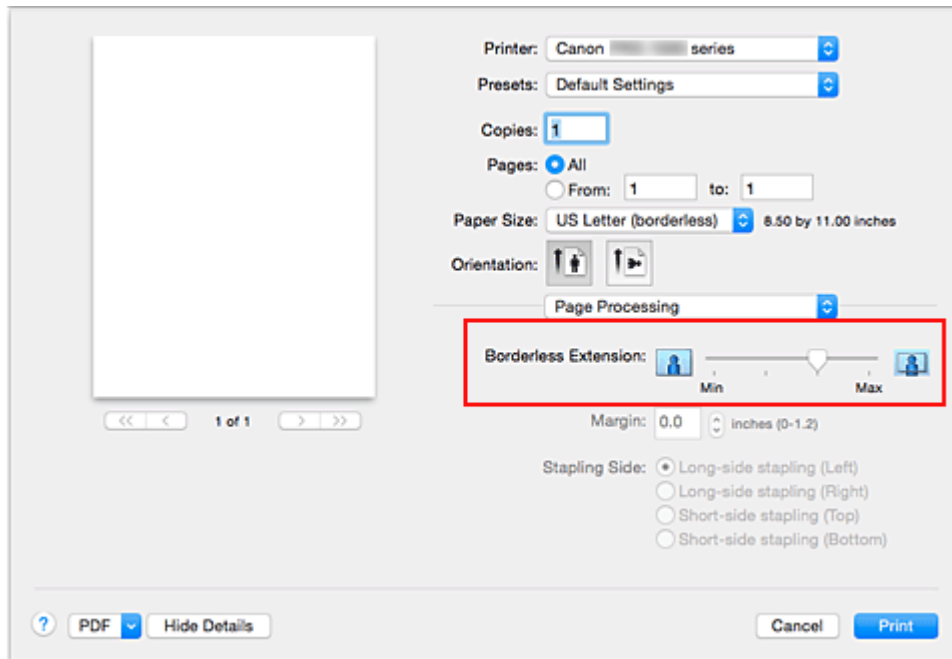 Printer: Canon series
Presets: Default Settings
Copies: 1
Pages: All
From: 1 to: 1
Paper Size: US Letter (borderless) 8.50 by 11.00 inches
Orientation:
Page Processing
Borderless Extension:
Min Max
<< < 1 of 1 > >>
Margin: 0.0 inches (0-1.2)
Stapling Side: Long-side stapling (Left)
Long-side stapling (Right)
Short-side stapling (Top)
Short-side stapling (Bottom)
? PDF Hide Details Cancel Print